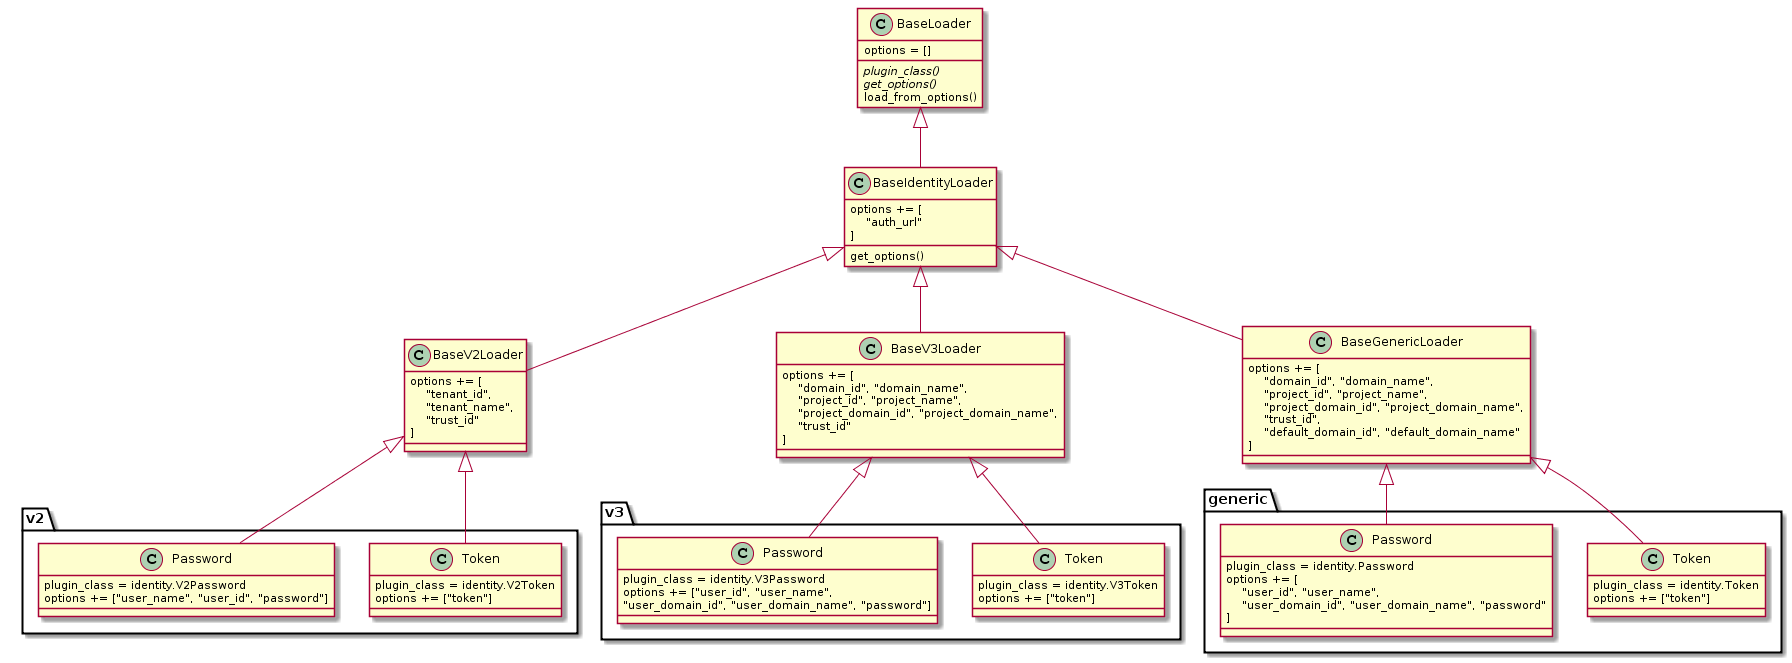 C BaseLoader
options = []
plugin_class()
get_options()
load_from_options()
C BaseIdentityLoader
options += [
"auth_url"
]
get_options()
C BaseV2Loader
options += [
"tenant_id",
"tenant_name",
"trust_id"
]
C BaseV3Loader
options += [
"domain_id", "domain_name",
"project_id", "project_name",
"project_domain_id", "project_domain_name",
"trust_id"
]
C BaseGenericLoader
options += [
"domain_id", "domain_name",
"project_id", "project_name",
"project_domain_id", "project_domain_name",
"trust_id",
"default_domain_id", "default_domain_name"
]
v2
C Password
plugin_class = identity.V2Password
options += ["user_name", "user_id", "password"]
C Token
plugin_class = identity.V2Token
options += ["token"]
v3
C Password
plugin_class = identity.V3Password
options += ["user_id", "user_name",
"user_domain_id", "user_domain_name", "password"]
C Token
plugin_class = identity.V3Token
options += ["token"]
generic
C Password
plugin_class = identity.Password
options += [
"user_id", "user_name",
"user_domain_id", "user_domain_name", "password"
]
C Token
plugin_class = identity.Token
options += ["token"]